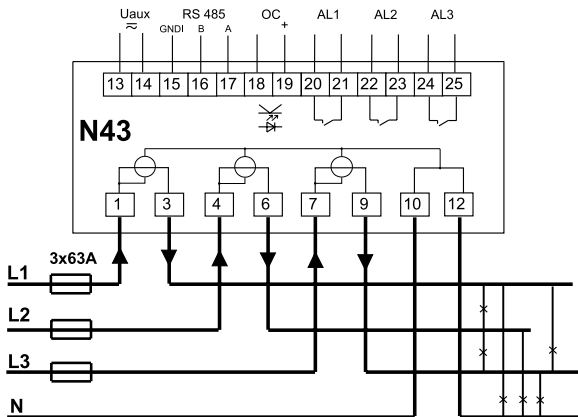 Uaux RS 485 OC AL1 AL2 AL3
GNDI B A +
13 14 15 16 17 18 19 20 21 22 23 24 25
N43
1 3 4 6 7 9 10 12
3x63A
L1
L2
L3
N